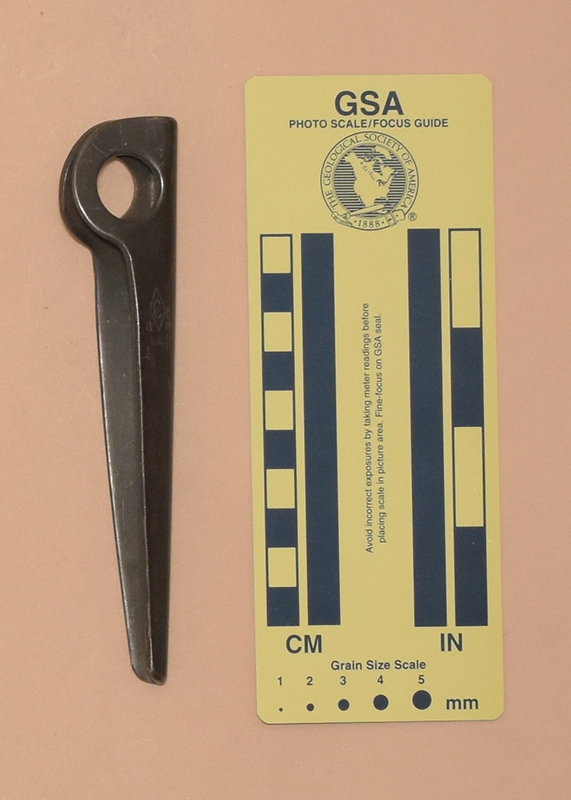 GSA
PHOTO SCALE/FOCUS GUIDE
THE GEOLOGICAL SOCIETY OF AMERICA
1888
®
Avoid incorrect exposures by taking meter readings before
placing scale in picture area. Fine-focus on GSA seal.
CM
IN
Grain Size Scale
1 2 3 4 5
mm